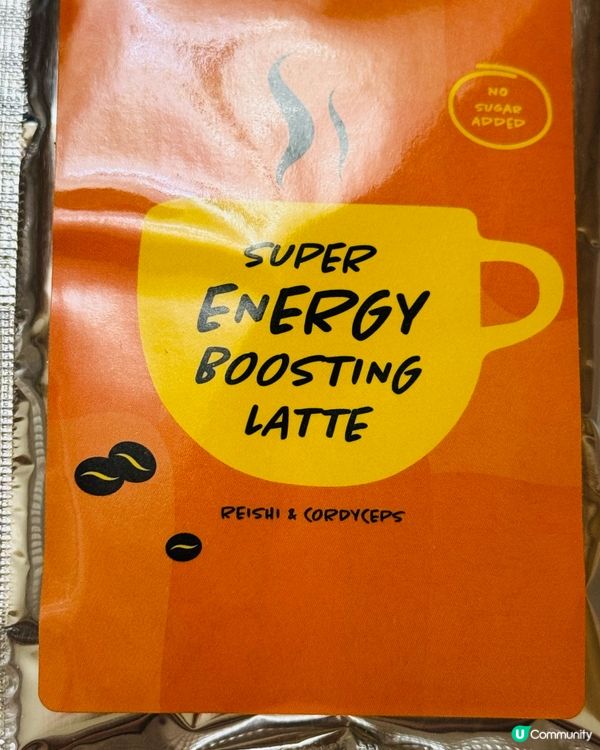 NO
SUGAR
ADDED
SUPER
ENERGY
BOOSTING
LATTE
REISHI & CORDYCEPS
U Community